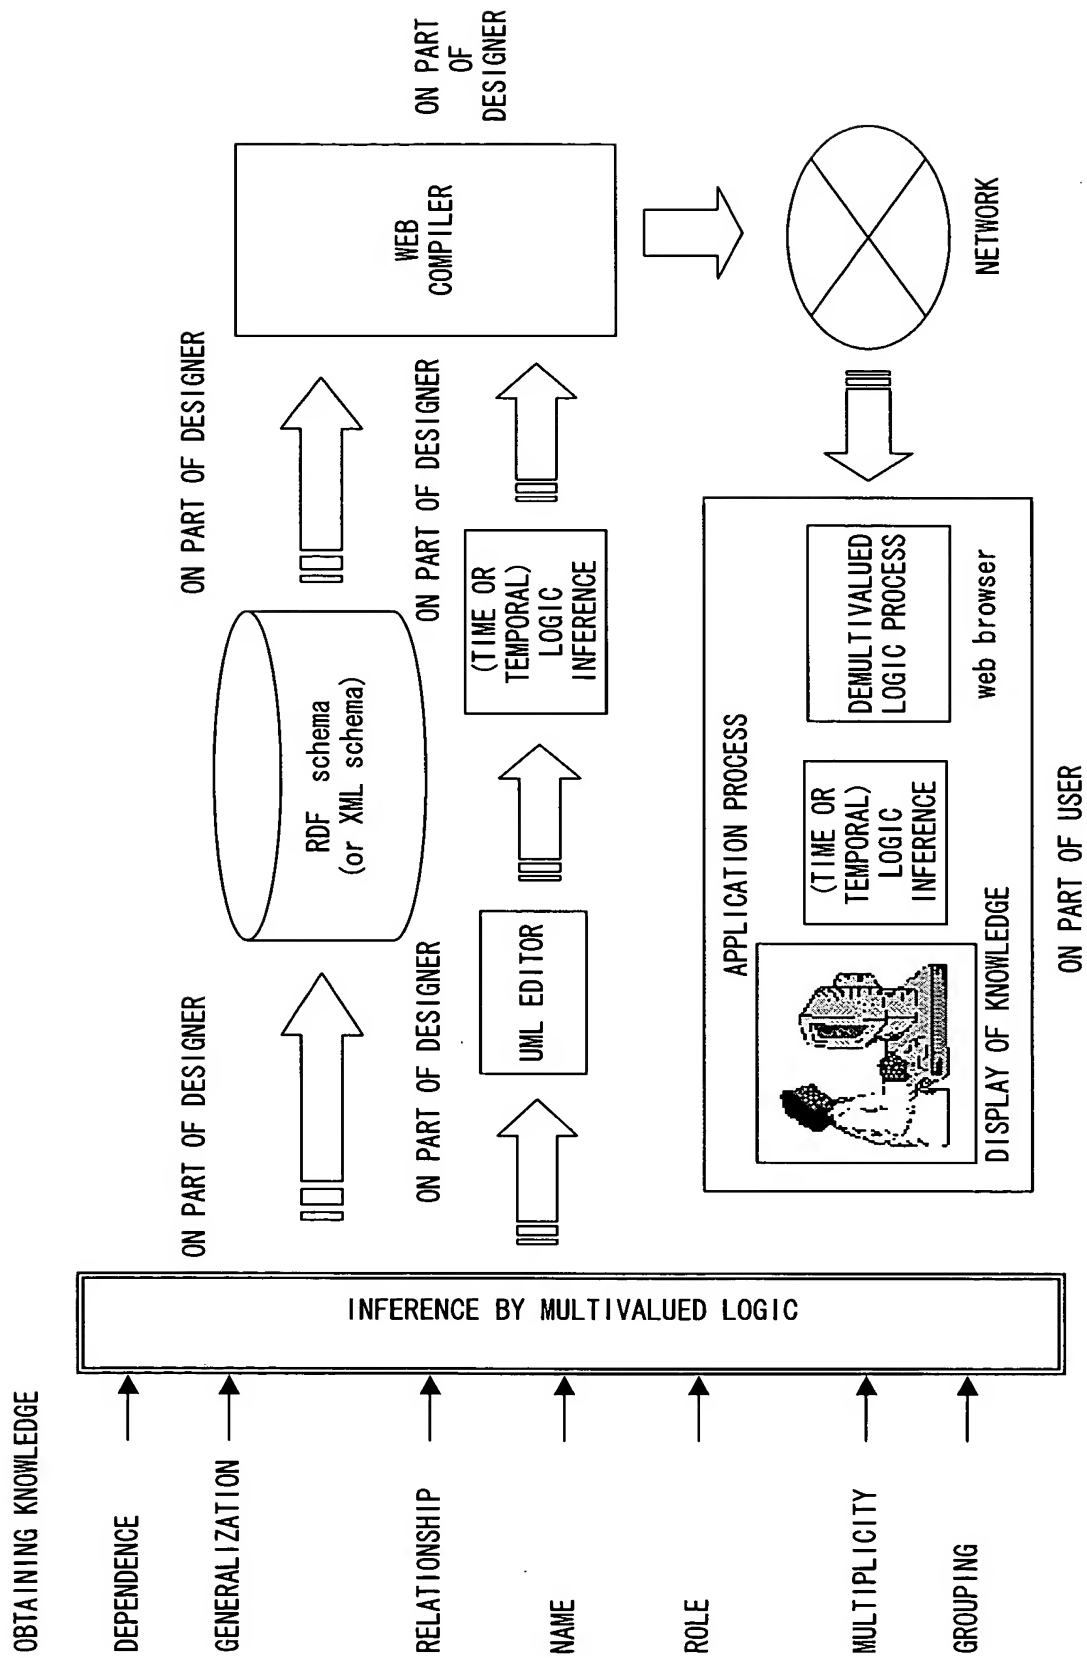 OBTAINING KNOWLEDGE
DEPENDENCE
GENERALIZATION
RELATIONSHIP
NAME
ROLE
MULTIPLICITY
GROUPING
INFERENCE BY MULTIVALUED LOGIC
ON PART OF DESIGNER
RDF schema
(or XML schema)
ON PART OF DESIGNER
ON PART OF DESIGNER
UML EDITOR
(TIME OR
TEMPORAL)
LOGIC
INFERENCE
ON PART OF DESIGNER
WEB
COMPILER
ON PART
OF
DESIGNER
NETWORK
APPLICATION PROCESS
DISPLAY OF KNOWLEDGE
(TIME OR
TEMPORAL)
LOGIC
INFERENCE
DEMULTIVALUED
LOGIC PROCESS
web browser
ON PART OF USER